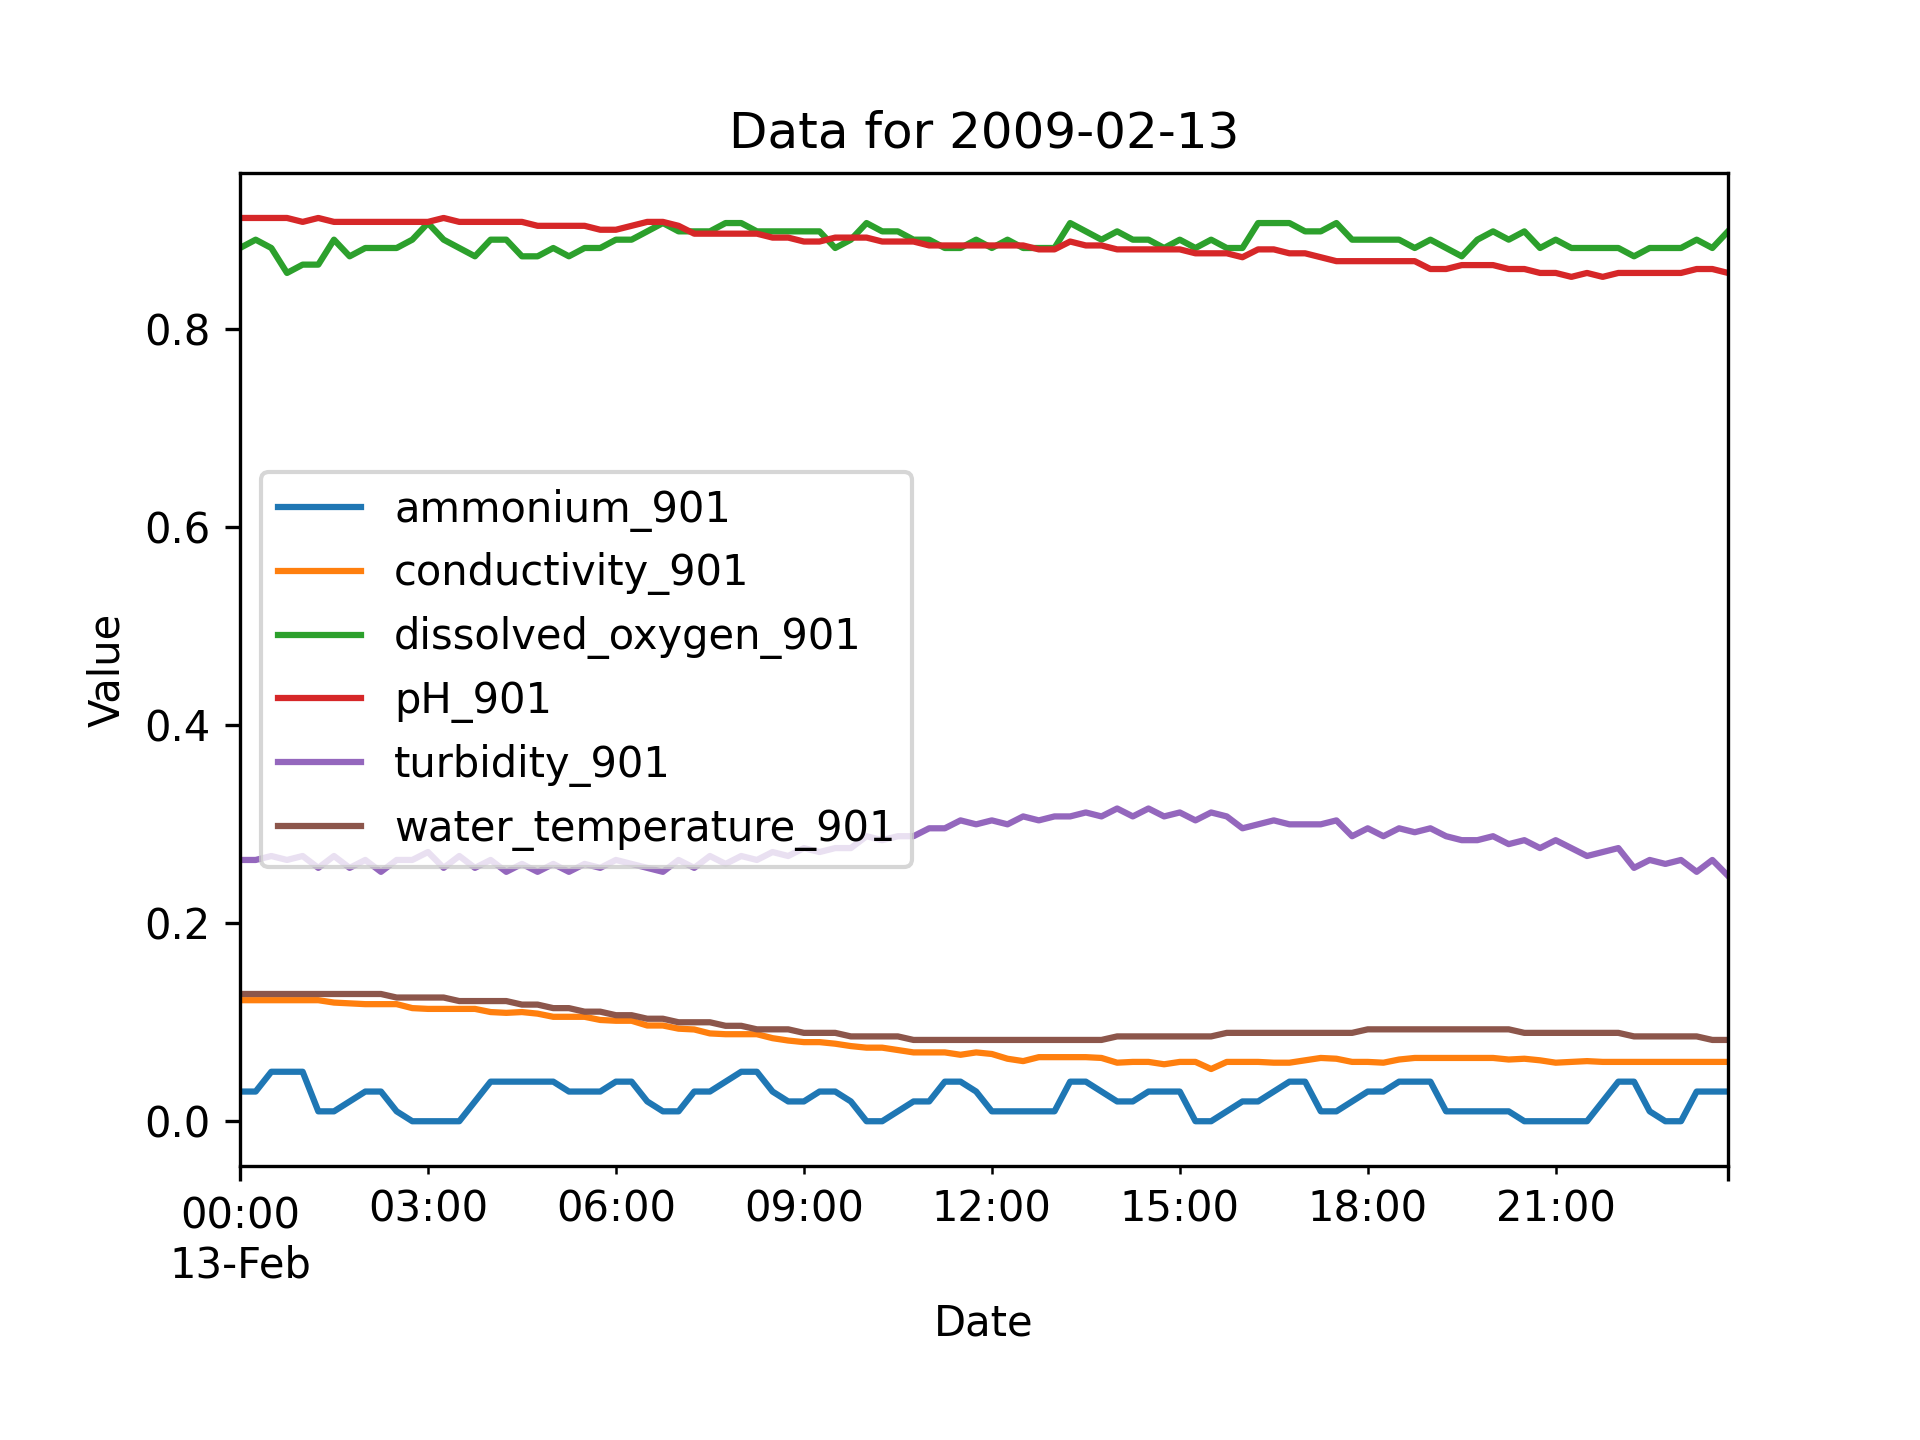 Data for 2009-02-13
Value
0.8
0.6
0.4
0.2
0.0
ammonium_901
conductivity_901
dissolved_oxygen_901
pH_901
turbidity_901
water_temperature_901
00:00 03:00 06:00 09:00 12:00 15:00 18:00 21:00
13-Feb
Date